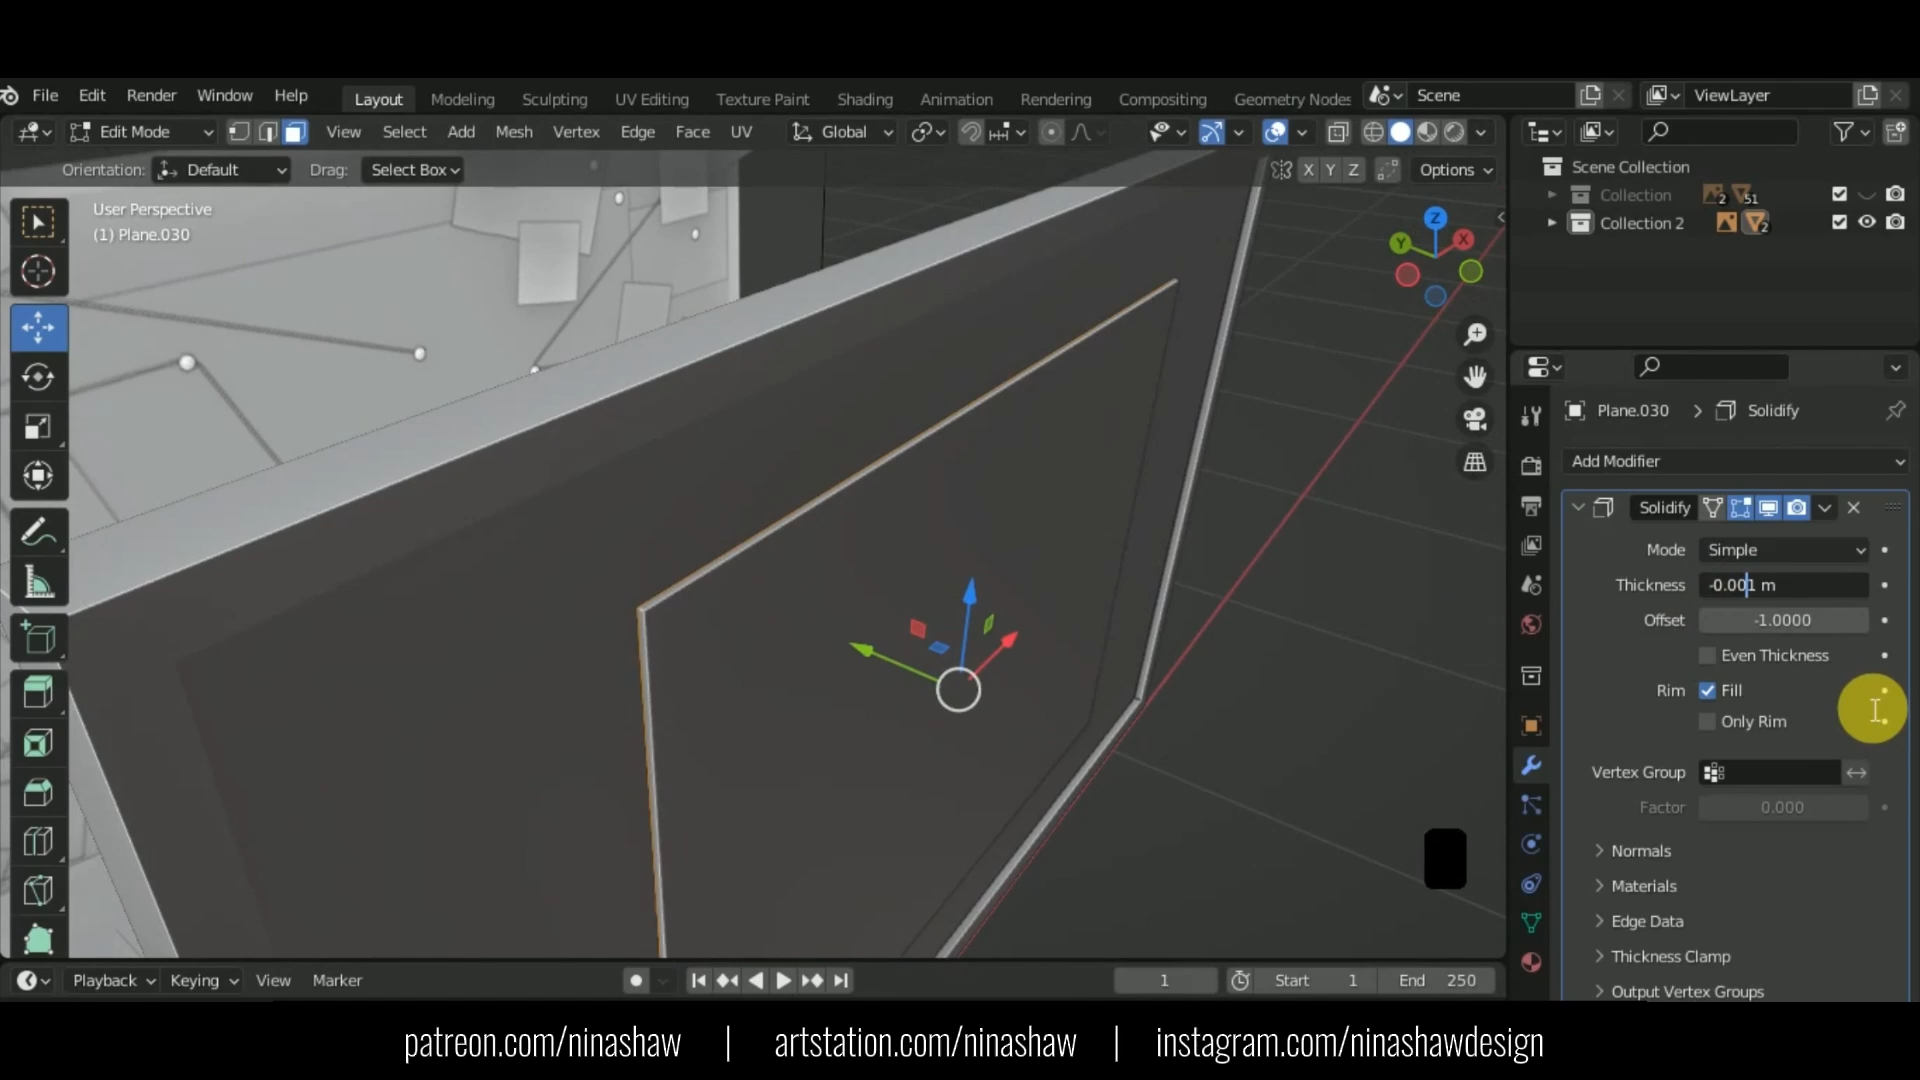 File Edit Render Window Help Layout Modeling Sculpting UV Editing Texture Paint Shading Animation Rendering Compositing Geometry Nodes Scene ViewLayer
Edit Mode View Select Add Mesh Vertex Edge Face UV Global
Orientation: Default Drag: Select Box X Y Z Options
User Perspective
(1) Plane.030
Z
Y
X
Scene Collection
Collection 2 51
Collection 2 2
Plane.030 > Solidify
Add Modifier
Solidify
Mode Simple
Thickness -0.001 m
Offset -1.0000
Even Thickness
Rim Fill
Only Rim
Vertex Group
Factor 0.000
Normals
Materials
Edge Data
Thickness Clamp
Output Vertex Groups
Playback Keying View Marker 1 Start 1 End 250
patreon.com/ninashaw | artstation.com/ninashaw | instagram.com/ninashawdesign